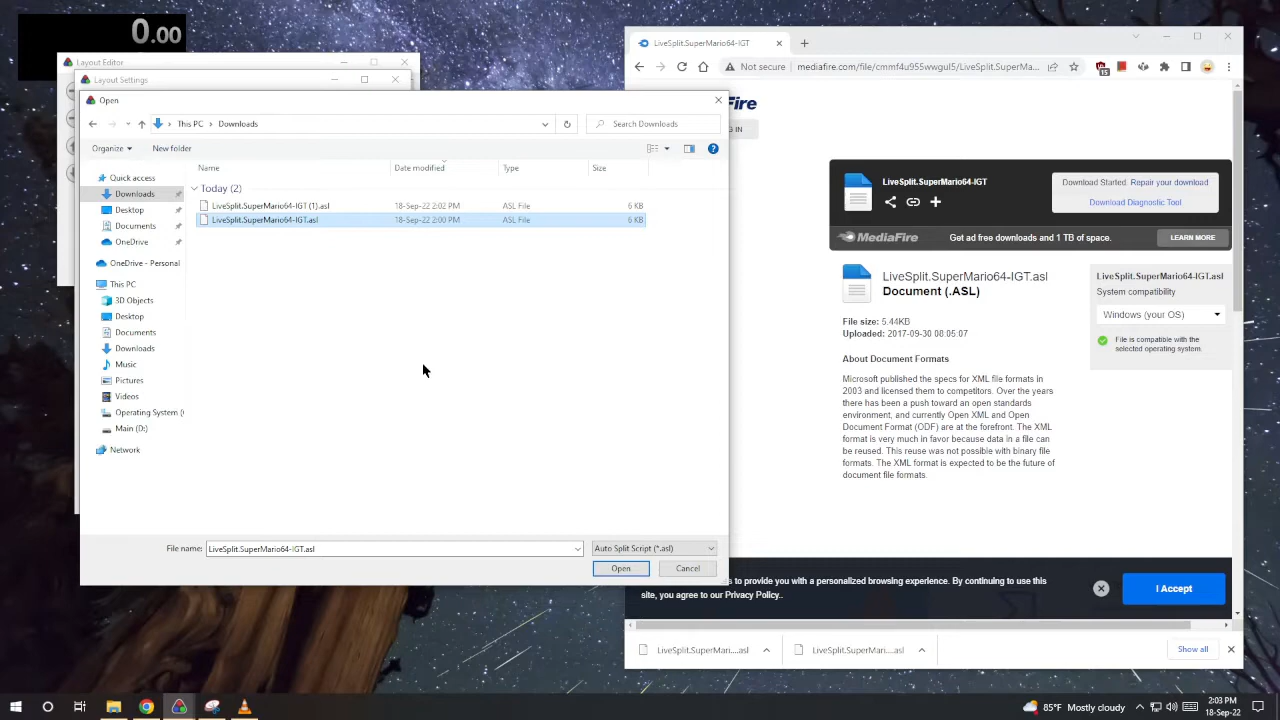 0.00
Layout Editor
Layout Settings
Open
This PC
Downloads
Search Downloads
Organize
New folder
Name
Date modified
Type
Size
Today (2)
LiveSplit.SuperMario64-IGT (1).asl
18-Sep-22 2:02 PM
ASL File
6 KB
LiveSplit.SuperMario64-IGT.asl
18-Sep-22 2:00 PM
ASL File
6 KB
Quick access
Downloads
Desktop
Documents
OneDrive
OneDrive - Personal
This PC
3D Objects
Desktop
Documents
Downloads
Music
Pictures
Videos
Operating System (
Main (D:)
Network
File name:
LiveSplit.SuperMario64-IGT.asl
Auto Split Script (*.asl)
Open
Cancel
LiveSplit.SuperMario64-IGT
Not secure
mediafire.com/file/cmmf4u955wwgul5/LiveSplit.SuperMa...
15
Fire
IN
LiveSplit.SuperMario64-IGT
Download Started. Repair your download
Download Diagnostic Tool
MediaFire
Get ad free downloads and 1 TB of space.
LEARN MORE
LiveSplit.SuperMario64-IGT.asl
Document (.ASL)
File size: 5.44KB
Uploaded: 2017-09-30 08:05:07
About Document Formats
Microsoft published the specs for XML file formats in
2003 and licensed them to competitors. Over the years
there has been a push toward an open standards
environment, and currently Open XML and Open
Document Format (ODF) are at the forefront. The XML
format is very much in favor because data in a file can
be reused. This reuse was not possible with binary file
formats. The XML format is expected to be the future of
document file formats.
LiveSplit.SuperMario64-IGT.asl
System compatibility
Windows (your OS)
File is compatible with the
selected operating system.
s to provide you with a personalized browsing experience. By continuing to use this
site, you agree to our Privacy Policy..
I Accept
LiveSplit.SuperMari....asl
LiveSplit.SuperMari....asl
Show all
85°F Mostly cloudy
2:03 PM
18-Sep-22